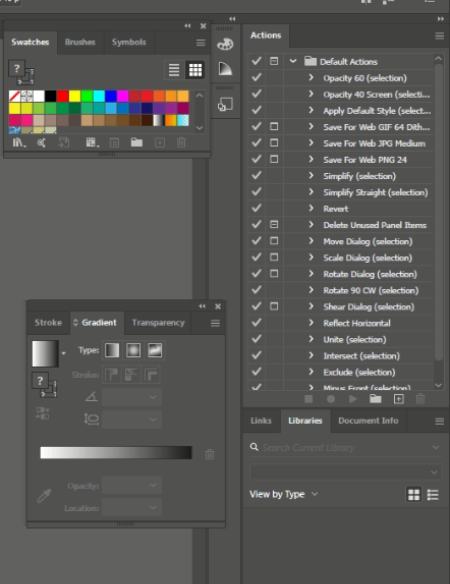 Swatches Brushes Symbols
?
Actions
Default Actions
Opacity 60 (selection)
Opacity 40 Screen (selecti...
Apply Default Style (select...
Save For Web GIF 64 Dith...
Save For Web JPG Medium
Save For Web PNG 24
Simplify (selection)
Simplify Straight (selection)
Revert
Delete Unused Panel Items
Move Dialog (selection)
Scale Dialog (selection)
Rotate Dialog (selection)
Rotate 90 CW (selection)
Shear Dialog (selection)
Reflect Horizontal
Unite (selection)
Intersect (selection)
Exclude (selection)
Minus Front (selection)
Stroke Gradient Transparency
Type:
Stroke:
?
Opacity:
Location:
Links Libraries Document Info
Search Current Library
View by Type